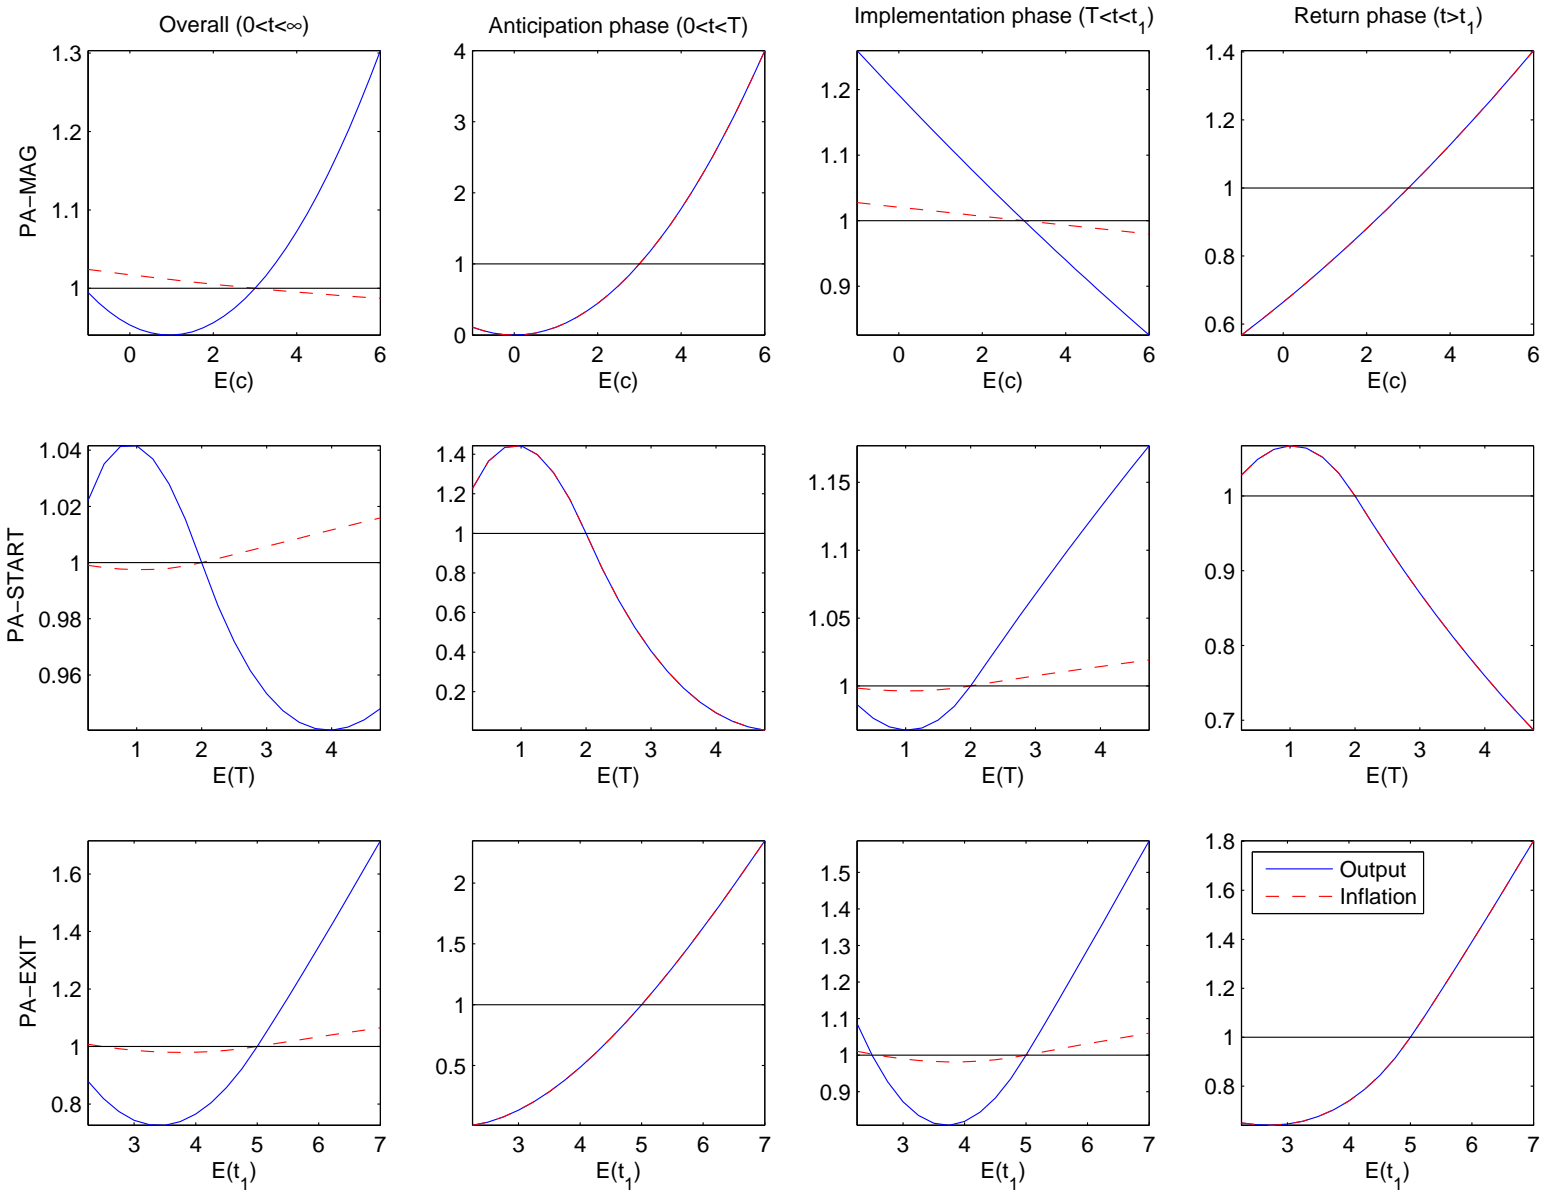 Overall (0<t<∞)
Anticipation phase (0<t<T)
Implementation phase (T<t<t₁)
Return phase (t>t₁)
PA−MAG
1.3
1.2
1.1
1
0 2 4 6
E(c)
4
3
2
1
0
0 2 4 6
E(c)
1.2
1.1
1
0.9
0 2 4 6
E(c)
1.4
1.2
1
0.8
0.6
0 2 4 6
E(c)
PA−START
1.04
1.02
1
0.98
0.96
1 2 3 4
E(T)
1.4
1.2
1
0.8
0.6
0.4
0.2
1 2 3 4
E(T)
1.15
1.1
1.05
1
1 2 3 4
E(T)
1
0.9
0.8
0.7
1 2 3 4
E(T)
PA−EXIT
1.6
1.4
1.2
1
0.8
3 4 5 6 7
E(t₁)
2
1.5
1
0.5
3 4 5 6 7
E(t₁)
1.5
1.4
1.3
1.2
1.1
1
0.9
3 4 5 6 7
E(t₁)
1.8
1.6
1.4
1.2
1
0.8
3 4 5 6 7
E(t₁)
Output
Inflation